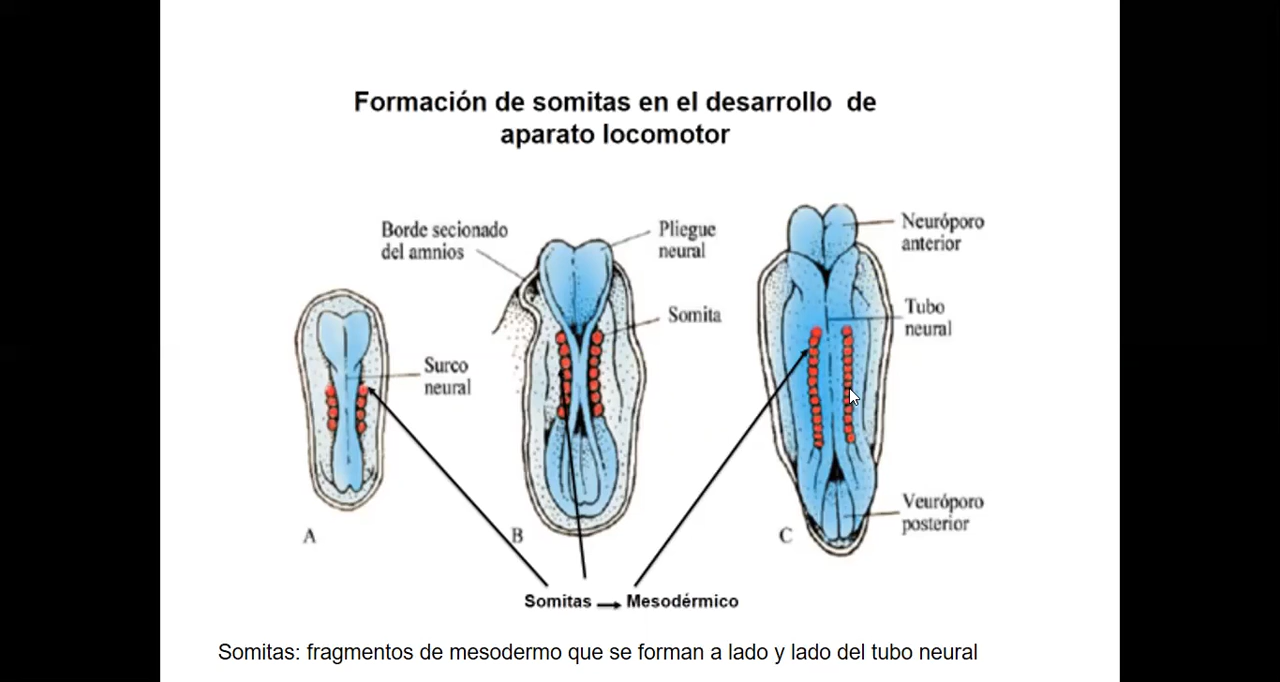 Formación de somitas en el desarrollo de
aparato locomotor
Borde secionado
del amnios
Pliegue
neural
Neuróporo
anterior
Somita
Tubo
neural
Surco
neural
Veuróporo
posterior
A
B
C
Somitas
Mesodérmico
Somitas: fragmentos de mesodermo que se forman a lado y lado del tubo neural